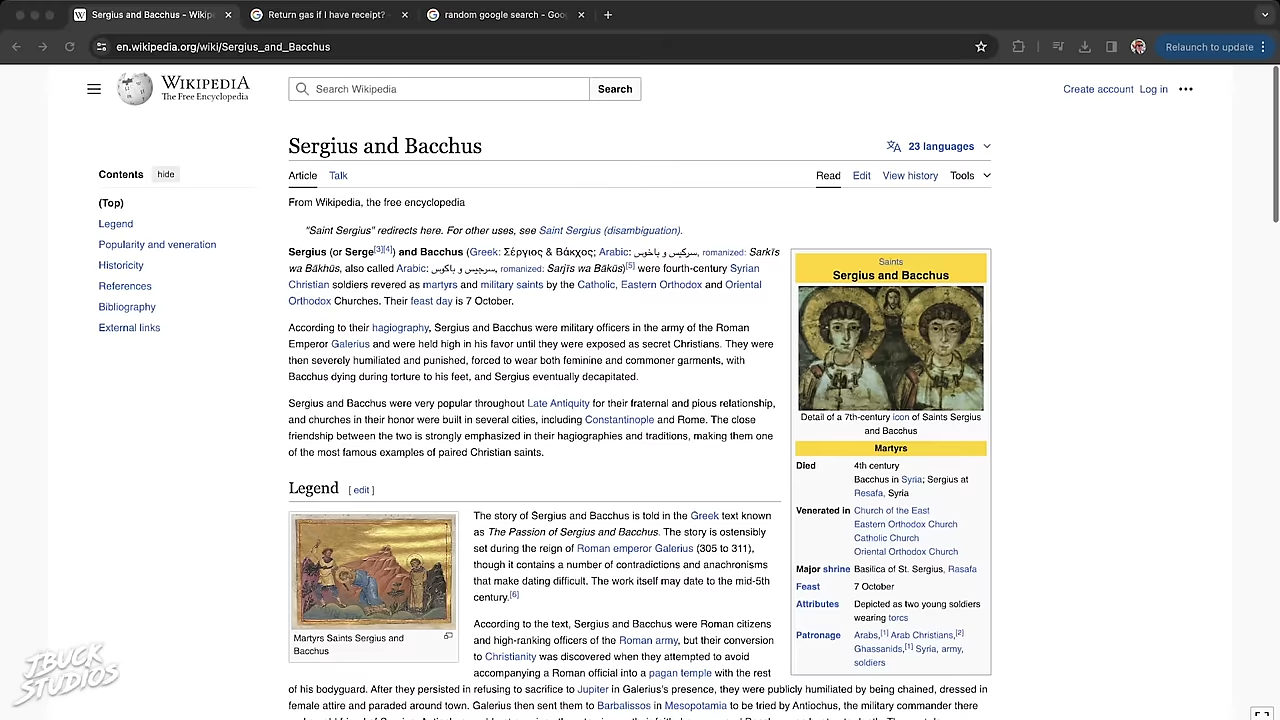 Sergius and Bacchus - Wikipe
Return gas if I have receipt? -
random google search - Goo
en.wikipedia.org/wiki/Sergius_and_Bacchus
Relaunch to update
WIKIPEDIA
The Free Encyclopedia
Search Wikipedia
Search
Create account Log in
Contents hide
(Top)
Legend
Popularity and veneration
Historicity
References
Bibliography
External links
Sergius and Bacchus
23 languages
Article Talk
Read Edit View history Tools
From Wikipedia, the free encyclopedia
"Saint Sergius" redirects here. For other uses, see Saint Sergius (disambiguation).
Sergius (or Serge[3][4]) and Bacchus (Greek: Σέργιος & Βάκχος; Arabic: سركيس و باخوس, romanized: Sarkīs
wa Bākhūs, also called Arabic: سرجيس و باكوس, romanized: Sarjīs wa Bākūs)[5] were fourth-century Syrian
Christian soldiers revered as martyrs and military saints by the Catholic, Eastern Orthodox and Oriental
Orthodox Churches. Their feast day is 7 October.
According to their hagiography, Sergius and Bacchus were military officers in the army of the Roman
Emperor Galerius and were held high in his favor until they were exposed as secret Christians. They were
then severely humiliated and punished, forced to wear both feminine and commoner garments, with
Bacchus dying during torture to his feet, and Sergius eventually decapitated.
Sergius and Bacchus were very popular throughout Late Antiquity for their fraternal and pious relationship,
and churches in their honor were built in several cities, including Constantinople and Rome. The close
friendship between the two is strongly emphasized in their hagiographies and traditions, making them one
of the most famous examples of paired Christian saints.
Legend [ edit ]
Martyrs Saints Sergius and
Bacchus
The story of Sergius and Bacchus is told in the Greek text known
as The Passion of Sergius and Bacchus. The story is ostensibly
set during the reign of Roman emperor Galerius (305 to 311),
though it contains a number of contradictions and anachronisms
that make dating difficult. The work itself may date to the mid-5th
century.[6]
According to the text, Sergius and Bacchus were Roman citizens
and high-ranking officers of the Roman army, but their conversion
to Christianity was discovered when they attempted to avoid
accompanying a Roman official into a pagan temple with the rest
of his bodyguard. After they persisted in refusing to sacrifice to Jupiter in Galerius's presence, they were publicly humiliated by being chained, dressed in
female attire and paraded around town. Galerius then sent them to Barbalissos in Mesopotamia to be tried by Antiochus, the military commander there
Saints
Sergius and Bacchus
Detail of a 7th-century icon of Saints Sergius
and Bacchus
Martyrs
Died 4th century
Bacchus in Syria; Sergius at
Resafa, Syria
Venerated in Church of the East
Eastern Orthodox Church
Catholic Church
Oriental Orthodox Church
Major shrine Basilica of St. Sergius, Rasafa
Feast 7 October
Attributes Depicted as two young soldiers
wearing torcs
Patronage Arabs,[1] Arab Christians,[2]
Ghassanids,[1] Syria, army,
soldiers
JBUCK
STUDIOS